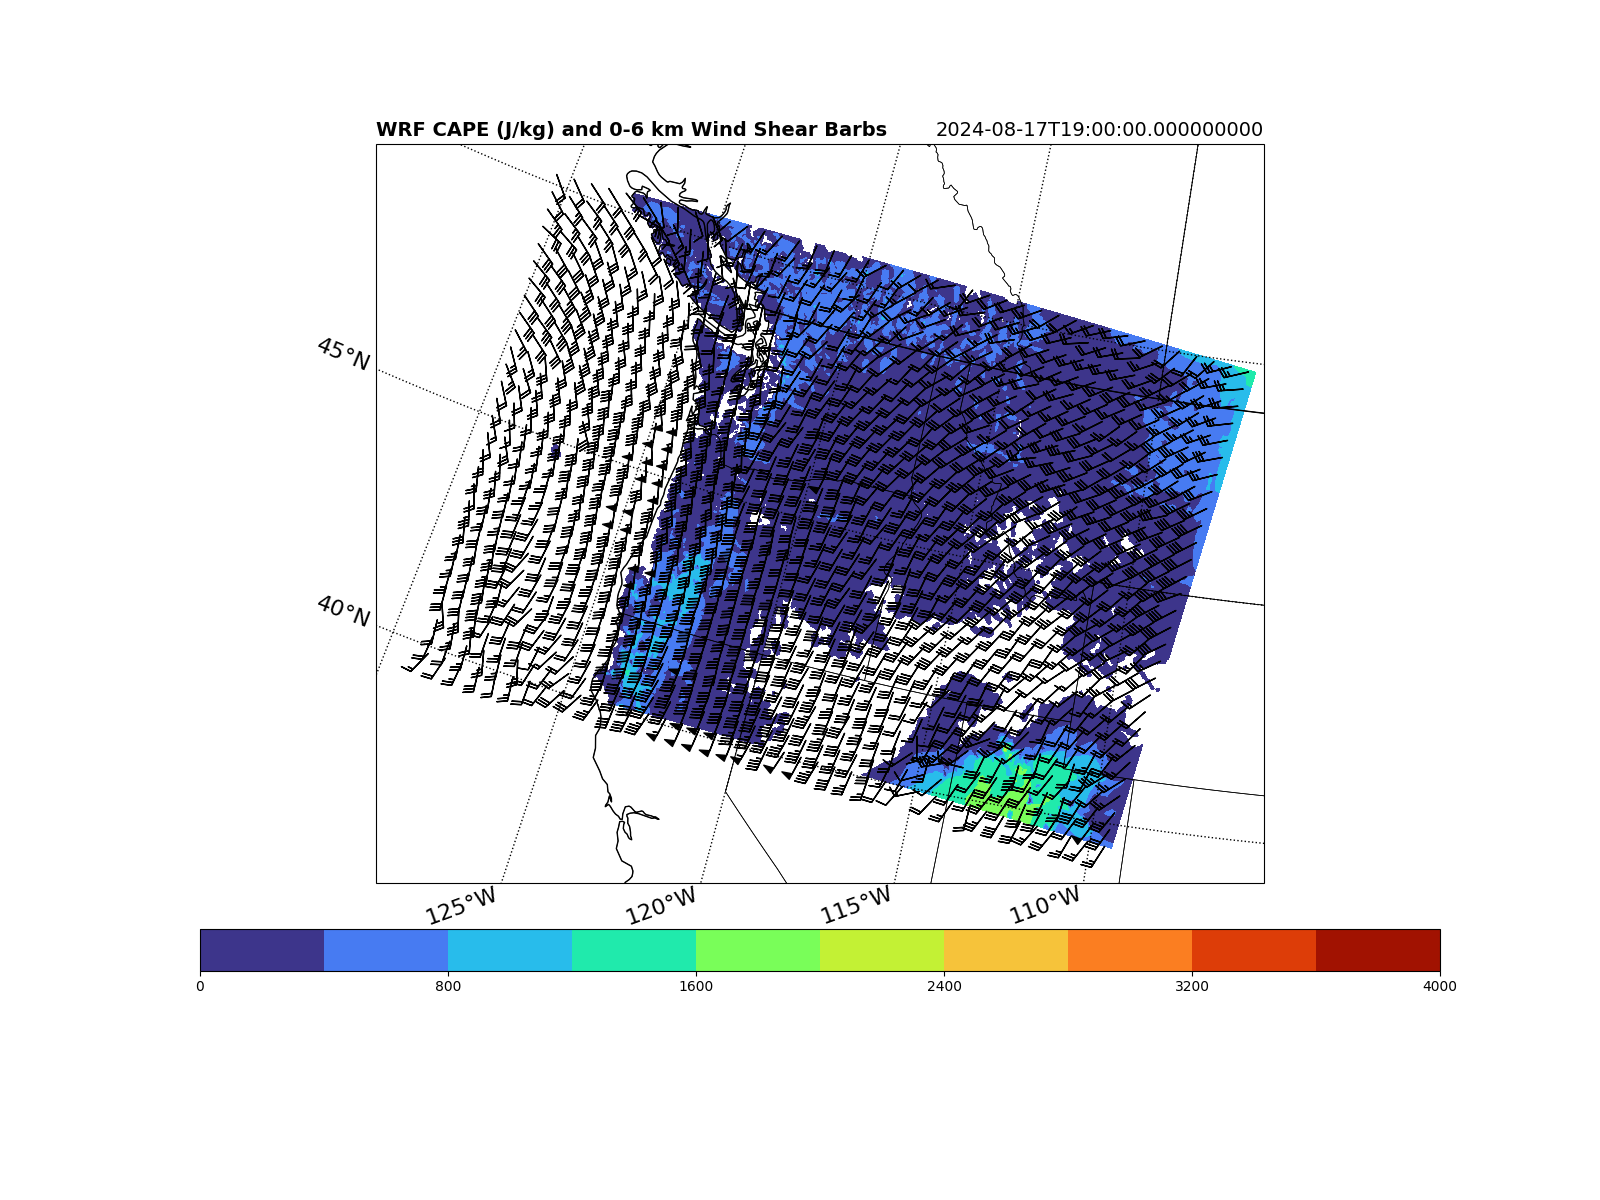 WRF CAPE (J/kg) and 0-6 km Wind Shear Barbs 2024-08-17T19:00:00.000000000
45°N
40°N
125°W 120°W 115°W 110°W
0 800 1600 2400 3200 4000